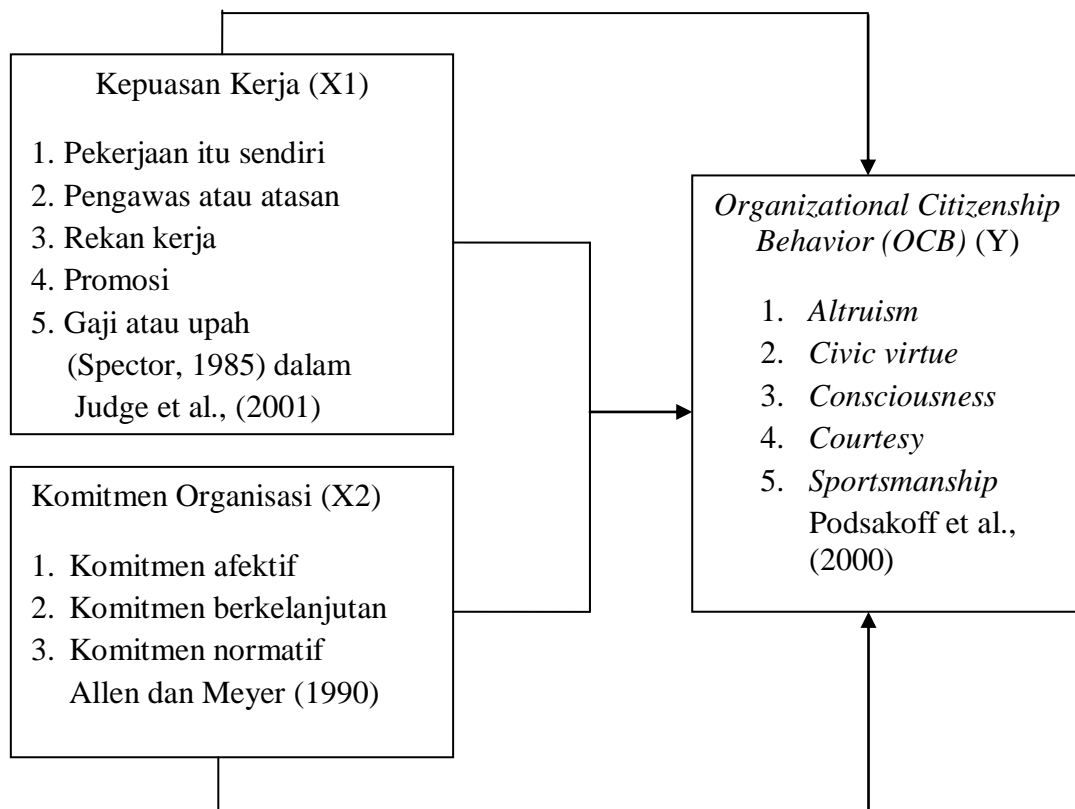 Kepuasan Kerja (X1)
1. Pekerjaan itu sendiri
2. Pengawas atau atasan
3. Rekan kerja
4. Promosi
5. Gaji atau upah
(Spector, 1985) dalam
Judge et al., (2001)
Komitmen Organisasi (X2)
1. Komitmen afektif
2. Komitmen berkelanjutan
3. Komitmen normatif
Allen dan Meyer (1990)
Organizational Citizenship
Behavior (OCB) (Y)
1. Altruism
2. Civic virtue
3. Consciousness
4. Courtesy
5. Sportsmanship
Podsakoff et al.,
(2000)